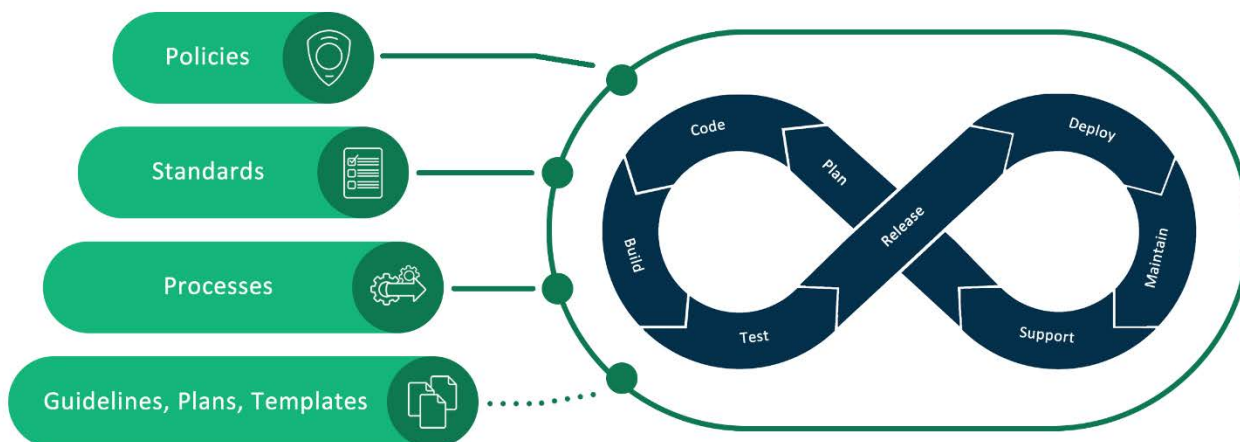 Policies
Standards
Processes
Guidelines, Plans, Templates
Code
Plan
Build
Test
Release
Deploy
Maintain
Support